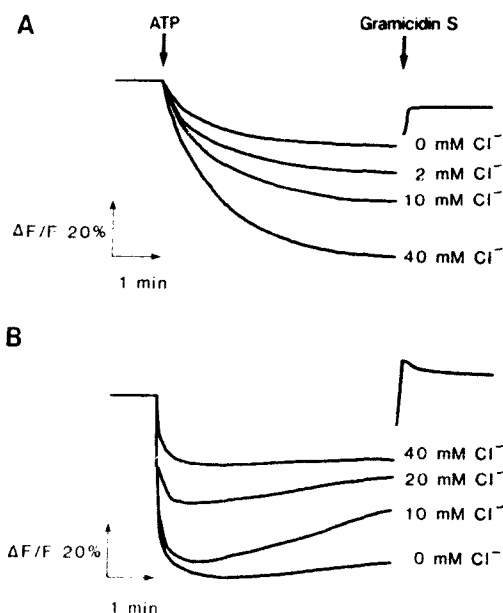 A
ATP
Gramicidin S
0 mM Cl⁻
2 mM Cl⁻
10 mM Cl⁻
40 mM Cl⁻
ΔF/F 20%
1 min
B
40 mM Cl⁻
20 mM Cl⁻
10 mM Cl⁻
0 mM Cl⁻
ΔF/F 20%
1 min